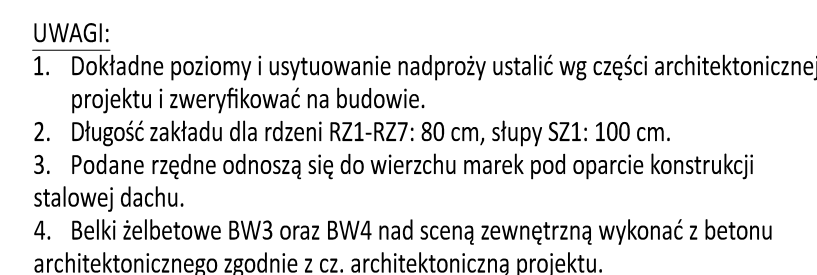 UWAGI:
1. Dokładne poziomy i usytuowanie nadproży ustalić wg części architektonicznej
projektu i zweryfikować na budowie.
2. Długość zakładu dla rdzeni RZ1-RZ7: 80 cm, słupy SZ1: 100 cm.
3. Podane rzędne odnoszą się do wierzchu marek pod oparcie konstrukcji
stalowej dachu.
4. Belki żelbetowe BW3 oraz BW4 nad sceną zewnętrzną wykonać z betonu
architektonicznego zgodnie z cz. architektoniczną projektu.